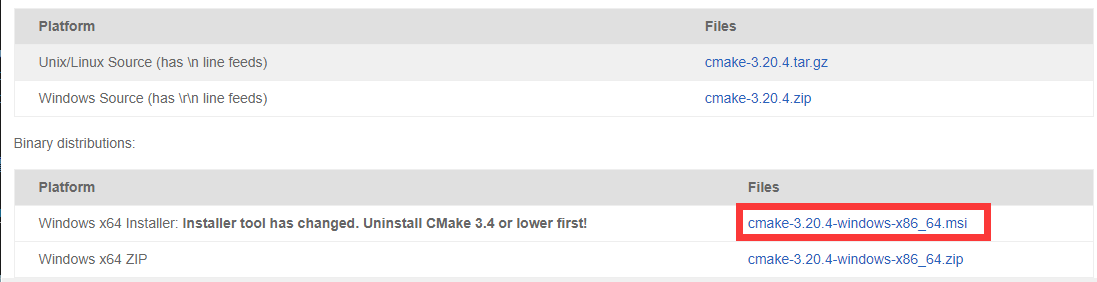 Platform Files
Unix/Linux Source (has \n line feeds) cmake-3.20.4.tar.gz
Windows Source (has \r\n line feeds) cmake-3.20.4.zip
Binary distributions:
Platform Files
Windows x64 Installer: Installer tool has changed. Uninstall CMake 3.4 or lower first! cmake-3.20.4-windows-x86_64.msi
Windows x64 ZIP cmake-3.20.4-windows-x86_64.zip